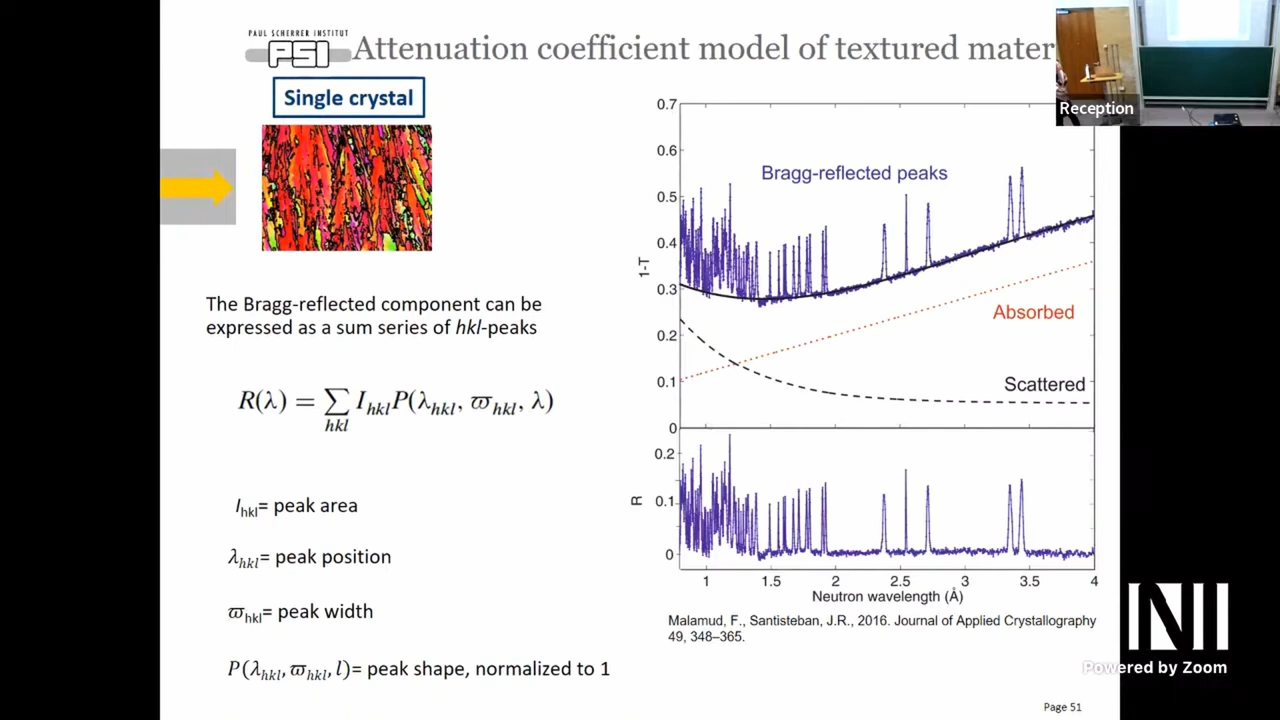 PAUL SCHERRER INSTITUT
PSI
Attenuation coefficient model of textured mater
Reception
Single crystal
The Bragg-reflected component can be
expressed as a sum series of hkl-peaks
R(λ) = ∑ I_hkl P(λ_hkl, ϖ_hkl, λ)
hkl
I_hkl= peak area
λ_hkl= peak position
ϖ_hkl= peak width
P(λ_hkl, ϖ_hkl, l)= peak shape, normalized to 1
0.7
0.6
0.5
0.4
0.3
0.2
0.1
0
1-T
Bragg-reflected peaks
Absorbed
Scattered
0.2
0.1
0
R
1 1.5 2 2.5 3 3.5 4
Neutron wavelength (Å)
Malamud, F., Santisteban, J.R., 2016. Journal of Applied Crystallography
49, 348–365.
Powered by Zoom
Page 51